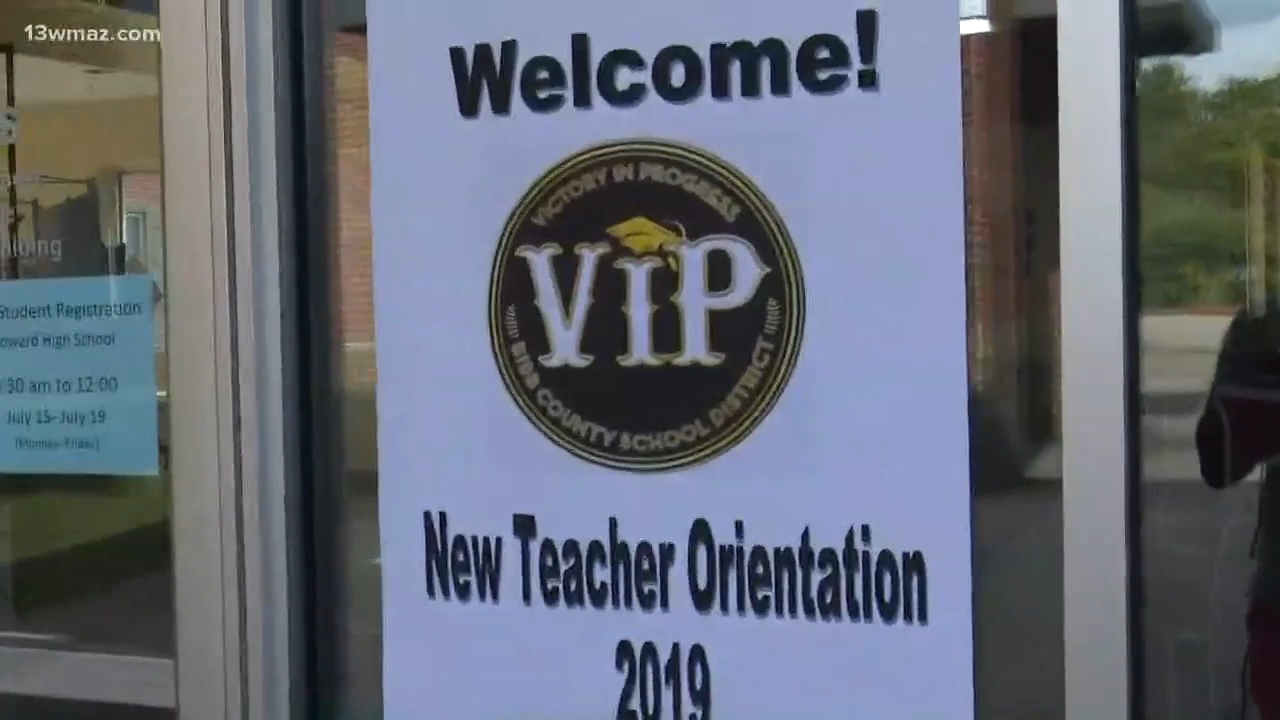 13wmaz.com
Welcome!
VICTORY IN PROGRESS
VIP
BIBB COUNTY SCHOOL DISTRICT
New Teacher Orientation
2019
Student Registration
oward High School
:30 am to 12:00
July 15- July 19
(Monday-Friday)